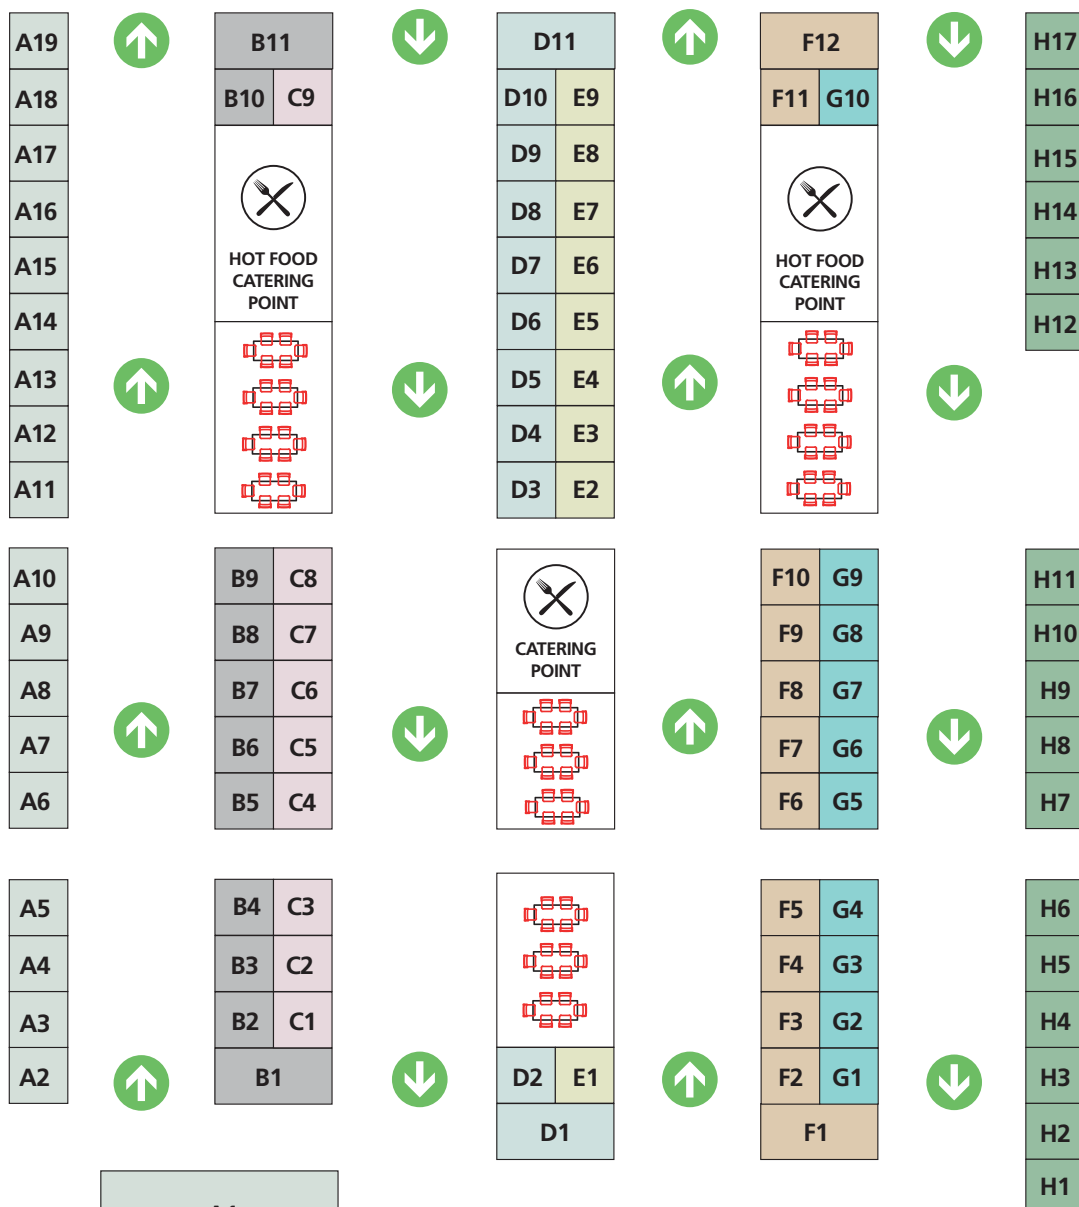 A19 B11 D11 F12 H17
A18 B10 C9 D10 E9 F11 G10 H16
A17 D9 E8 H15
A16 D8 E7 H14
HOT FOOD
CATERING
POINT
HOT FOOD
CATERING
POINT
A15 D7 E6 H13
A14 D6 E5 H12
A13 D5 E4
A12 D4 E3
A11 D3 E2
A10 B9 C8 F10 G9 H11
A9 B8 C7 F9 G8 H10
CATERING
POINT
A8 B7 C6 F8 G7 H9
A7 B6 C5 F7 G6 H8
A6 B5 C4 F6 G5 H7
A5 B4 C3 F5 G4 H6
A4 B3 C2 F4 G3 H5
A3 B2 C1 F3 G2 H4
A2 B1 D2 E1 F2 G1 H3
D1 F1 H2
H1